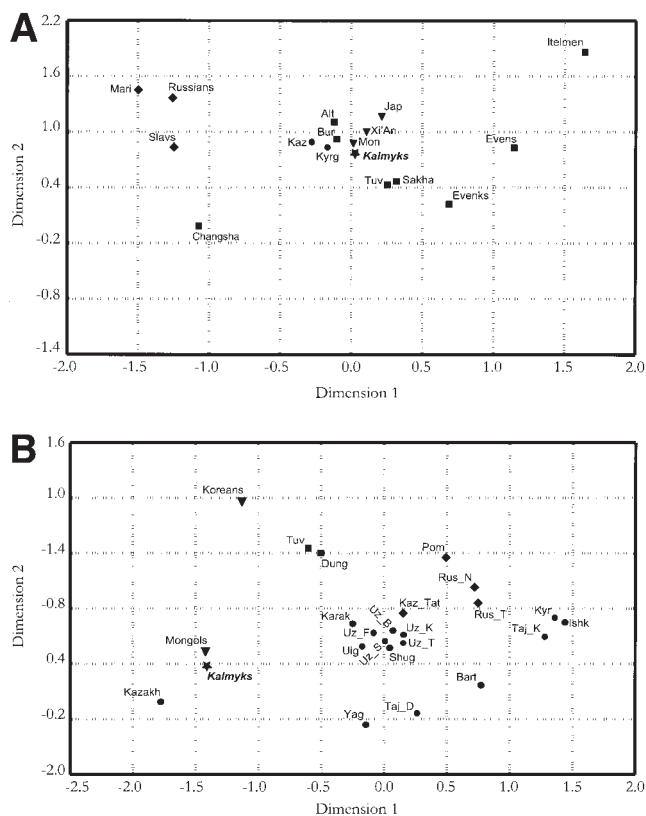 A
2.2
1.6
1.0
0.4
-0.2
-0.8
-1.4
Dimension 2
Itelmen
Mari
Russians
Jap
Alt
Xi'An
Slavs
Bur
Mon
Evens
Kaz
Kyrg
Kalmyks
Tuv
Sakha
Evenks
Changsha
-2.0 -1.5 -1.0 -0.5 0.0 0.5 1.0 1.5 2.0
Dimension 1
B
1.6
1.0
-1.4
-0.8
0.4
-0.2
-2.0
Dimension 2
Koreans
Tuv
Dung
Pom
Rus_N
Kaz_Tat
Rus_T
Karak
Uz_B
Kyr
Ishk
Uz_F
Uz_K
Taj_K
Mongols
Uig
Uz_S
Uz_T
Shug
Kalmyks
Bart
Kazakh
Yag
Taj_D
-2.5 -2.0 -1.5 -1.0 -0.5 0.0 0.5 1.0 1.5 2.0
Dimension 1